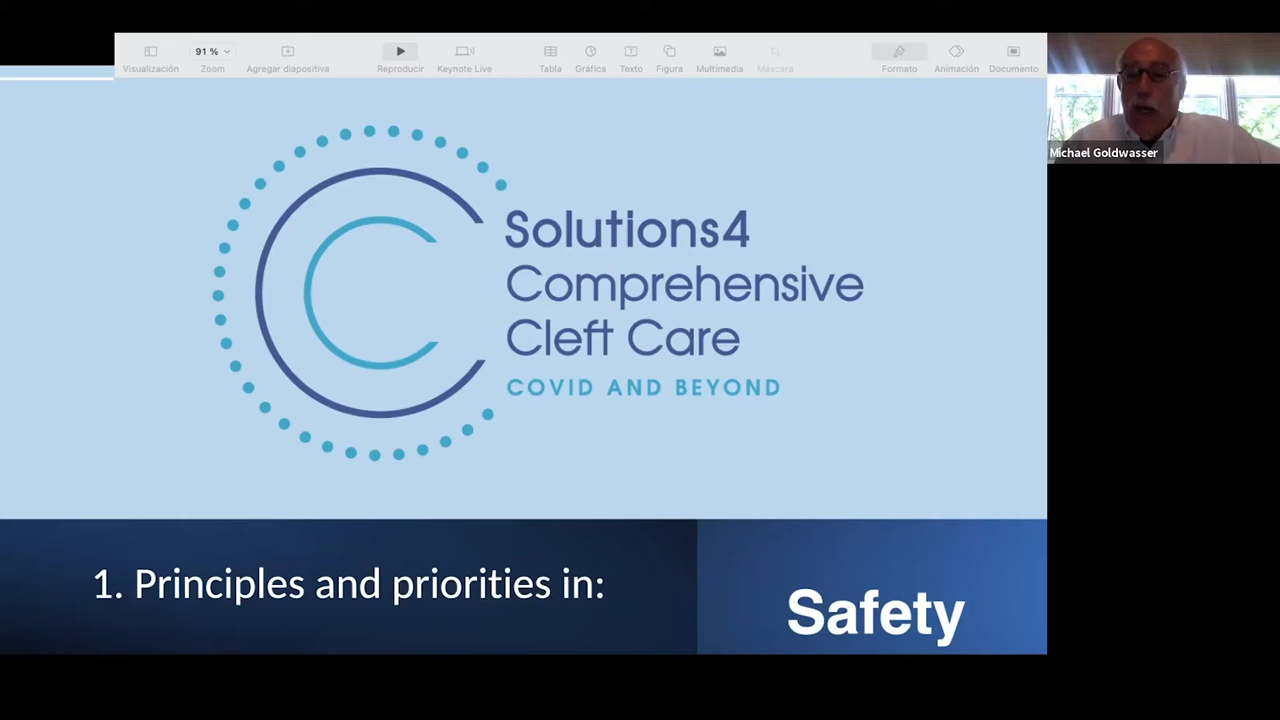 91 %
Visualización
Zoom
Agregar diapositiva
Reproducir
Keynote Live
Tabla
Gráfica
Texto
Figura
Multimedia
Máscara
Formato
Animación
Documento
Michael Goldwasser
Solutions4
Comprehensive
Cleft Care
COVID AND BEYOND
1. Principles and priorities in:
Safety